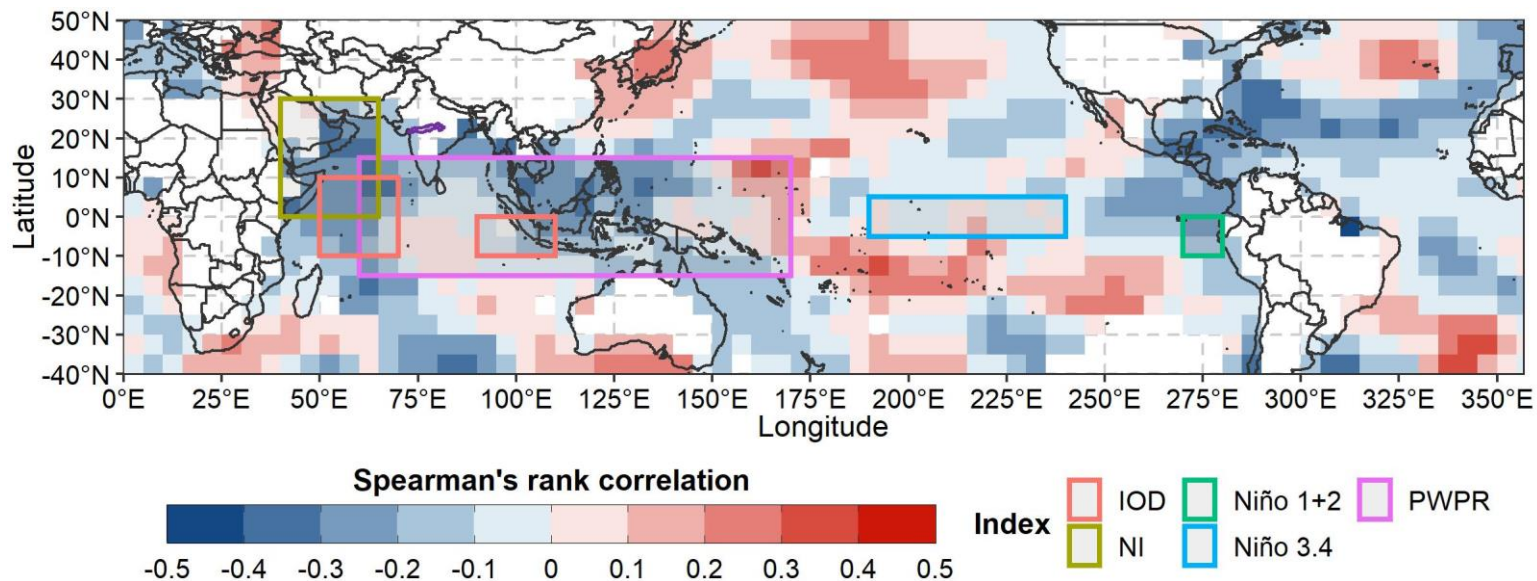 50°N
40°N
30°N
20°N
10°N
0°N
-10°N
-20°N
-30°N
-40°N
Latitude
0°E 25°E 50°E 75°E 100°E 125°E 150°E 175°E 200°E 225°E 250°E 275°E 300°E 325°E 350°E
Longitude
Spearman's rank correlation
-0.5 -0.4 -0.3 -0.2 -0.1 0 0.1 0.2 0.3 0.4 0.5
Index
IOD Niño 1+2 PWPR
NI Niño 3.4